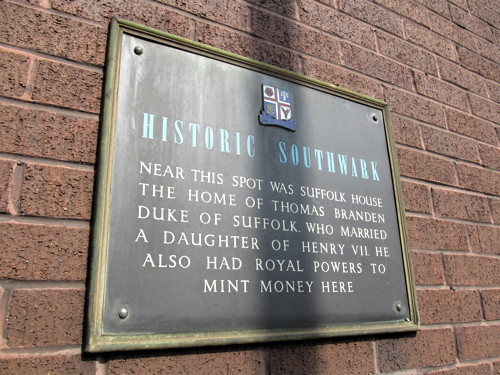 HISTORIC SOUTHWARK
NEAR THIS SPOT WAS SUFFOLK HOUSE
THE HOME OF THOMAS BRANDEN
DUKE OF SUFFOLK. WHO MARRIED
A DAUGHTER OF HENRY VII. HE
ALSO HAD ROYAL POWERS TO
MINT MONEY HERE